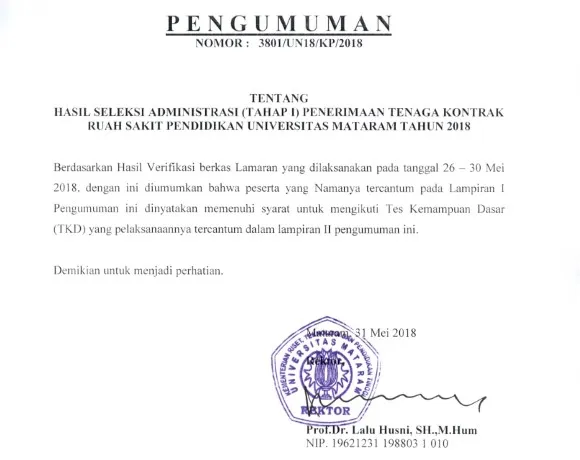 PENGUMUMAN
NOMOR : 3801/UN18/KP/2018
TENTANG
HASIL SELEKSI ADMINISTRASI (TAHAP I) PENERIMAAN TENAGA KONTRAK
RUAH SAKIT PENDIDIKAN UNIVERSITAS MATARAM TAHUN 2018
Berdasarkan Hasil Verifikasi berkas Lamaran yang dilaksanakan pada tanggal 26 – 30 Mei
2018, dengan ini diumumkan bahwa peserta yang Namanya tercantum pada Lampiran I
Pengumuman ini dinyatakan memenuhi syarat untuk mengikuti Tes Kemampuan Dasar
(TKD) yang pelaksanaannya tercantum dalam lampiran II pengumuman ini.
Demikian untuk menjadi perhatian.
Mataram, 31 Mei 2018
Rektor,
KEMENTERIAN RISET, TEKNOLOGI DAN PENDIDIKAN TINGGI
UNIVERSITAS MATARAM
REKTOR
Prof.Dr. Lalu Husni, SH.,M.Hum
NIP. 19621231 198803 1 010